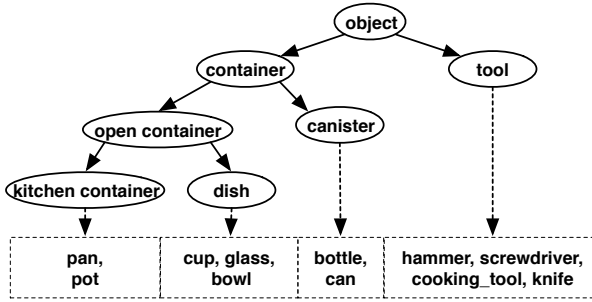 object
container
tool
open container
canister
kitchen container
dish
pan,
pot
cup, glass,
bowl
bottle,
can
hammer, screwdriver,
cooking_tool, knife